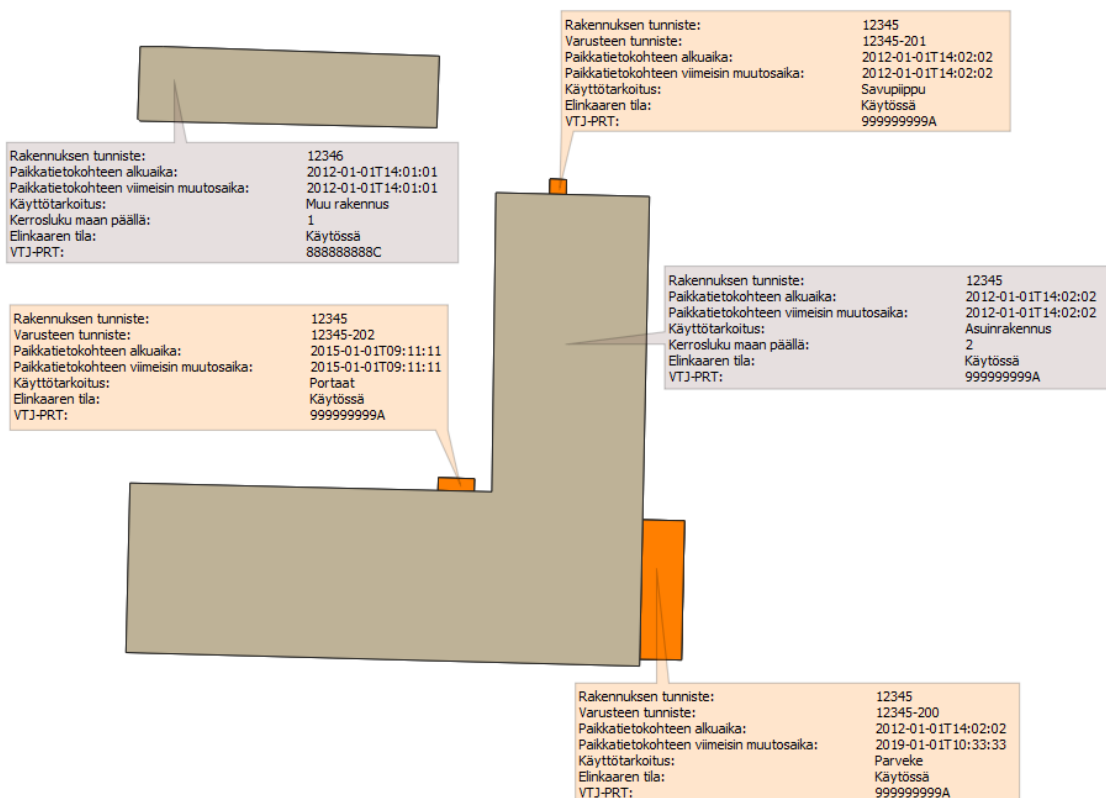 Rakennuksen tunniste: 12345
Varusteen tunniste: 12345-201
Paikkatietokohteen alkuaika: 2012-01-01T14:02:02
Paikkatietokohteen viimeisin muutosaika: 2012-01-01T14:02:02
Käyttötarkoitus: Savupiippu
Elinkaaren tila: Käytössä
VTJ-PRT: 999999999A
Rakennuksen tunniste: 12346
Paikkatietokohteen alkuaika: 2012-01-01T14:01:01
Paikkatietokohteen viimeisin muutosaika: 2012-01-01T14:01:01
Käyttötarkoitus: Muu rakennus
Kerrosluku maan päällä: 1
Elinkaaren tila: Käytössä
VTJ-PRT: 888888888C
Rakennuksen tunniste: 12345
Paikkatietokohteen alkuaika: 2012-01-01T14:02:02
Paikkatietokohteen viimeisin muutosaika: 2012-01-01T14:02:02
Käyttötarkoitus: Asuinrakennus
Kerrosluku maan päällä: 2
Elinkaaren tila: Käytössä
VTJ-PRT: 999999999A
Rakennuksen tunniste: 12345
Varusteen tunniste: 12345-202
Paikkatietokohteen alkuaika: 2015-01-01T09:11:11
Paikkatietokohteen viimeisin muutosaika: 2015-01-01T09:11:11
Käyttötarkoitus: Portaat
Elinkaaren tila: Käytössä
VTJ-PRT: 999999999A
Rakennuksen tunniste: 12345
Varusteen tunniste: 12345-200
Paikkatietokohteen alkuaika: 2012-01-01T14:02:02
Paikkatietokohteen viimeisin muutosaika: 2019-01-01T10:33:33
Käyttötarkoitus: Parveke
Elinkaaren tila: Käytössä
VTJ-PRT: 999999999A